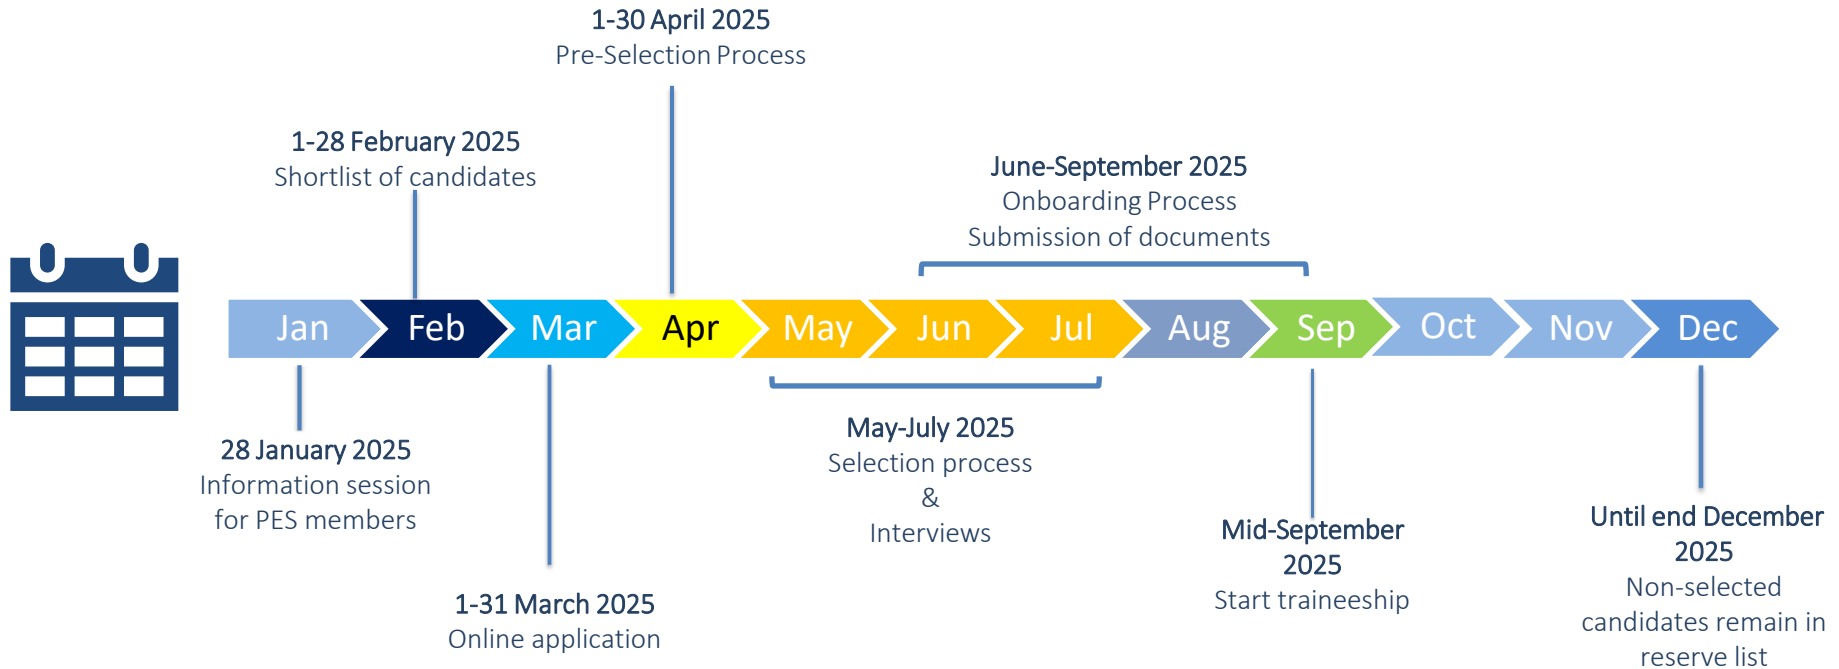 1-30 April 2025
Pre-Selection Process
1-28 February 2025
Shortlist of candidates
June-September 2025
Onboarding Process
Submission of documents
Jan
Feb
Mar
Apr
May
Jun
Jul
Aug
Sep
Oct
Nov
Dec
28 January 2025
Information session
for PES members
1-31 March 2025
Online application
May-July 2025
Selection process
&
Interviews
Mid-September
2025
Start traineeship
Until end December
2025
Non-selected
candidates remain in
reserve list